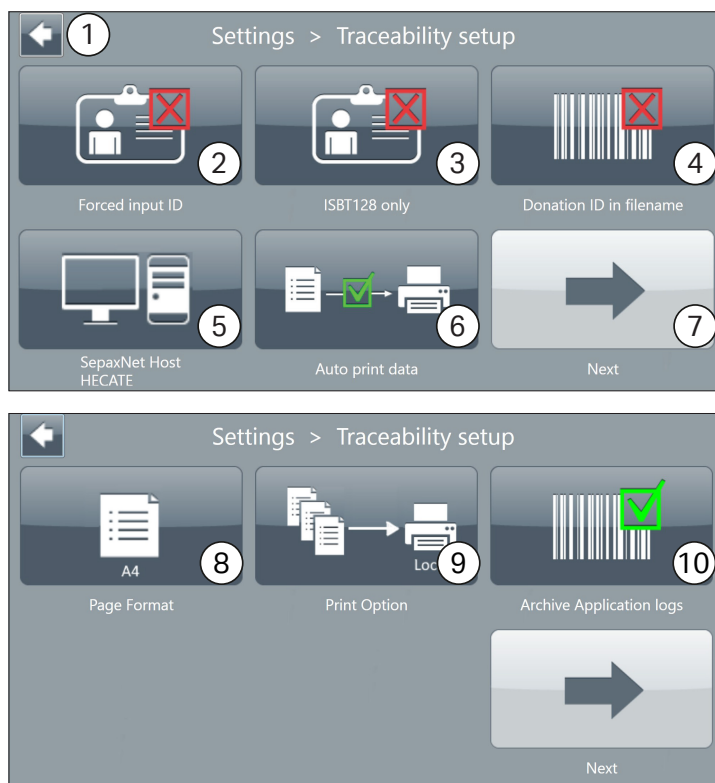 1
Settings > Traceability setup
2
3
4
Forced input ID
ISBT128 only
Donation ID in filename
5
6
7
SepaxNet Host
HECATE
Auto print data
Next
Settings > Traceability setup
A4
8
Loc
9
10
Page Format
Print Option
Archive Application logs
Next